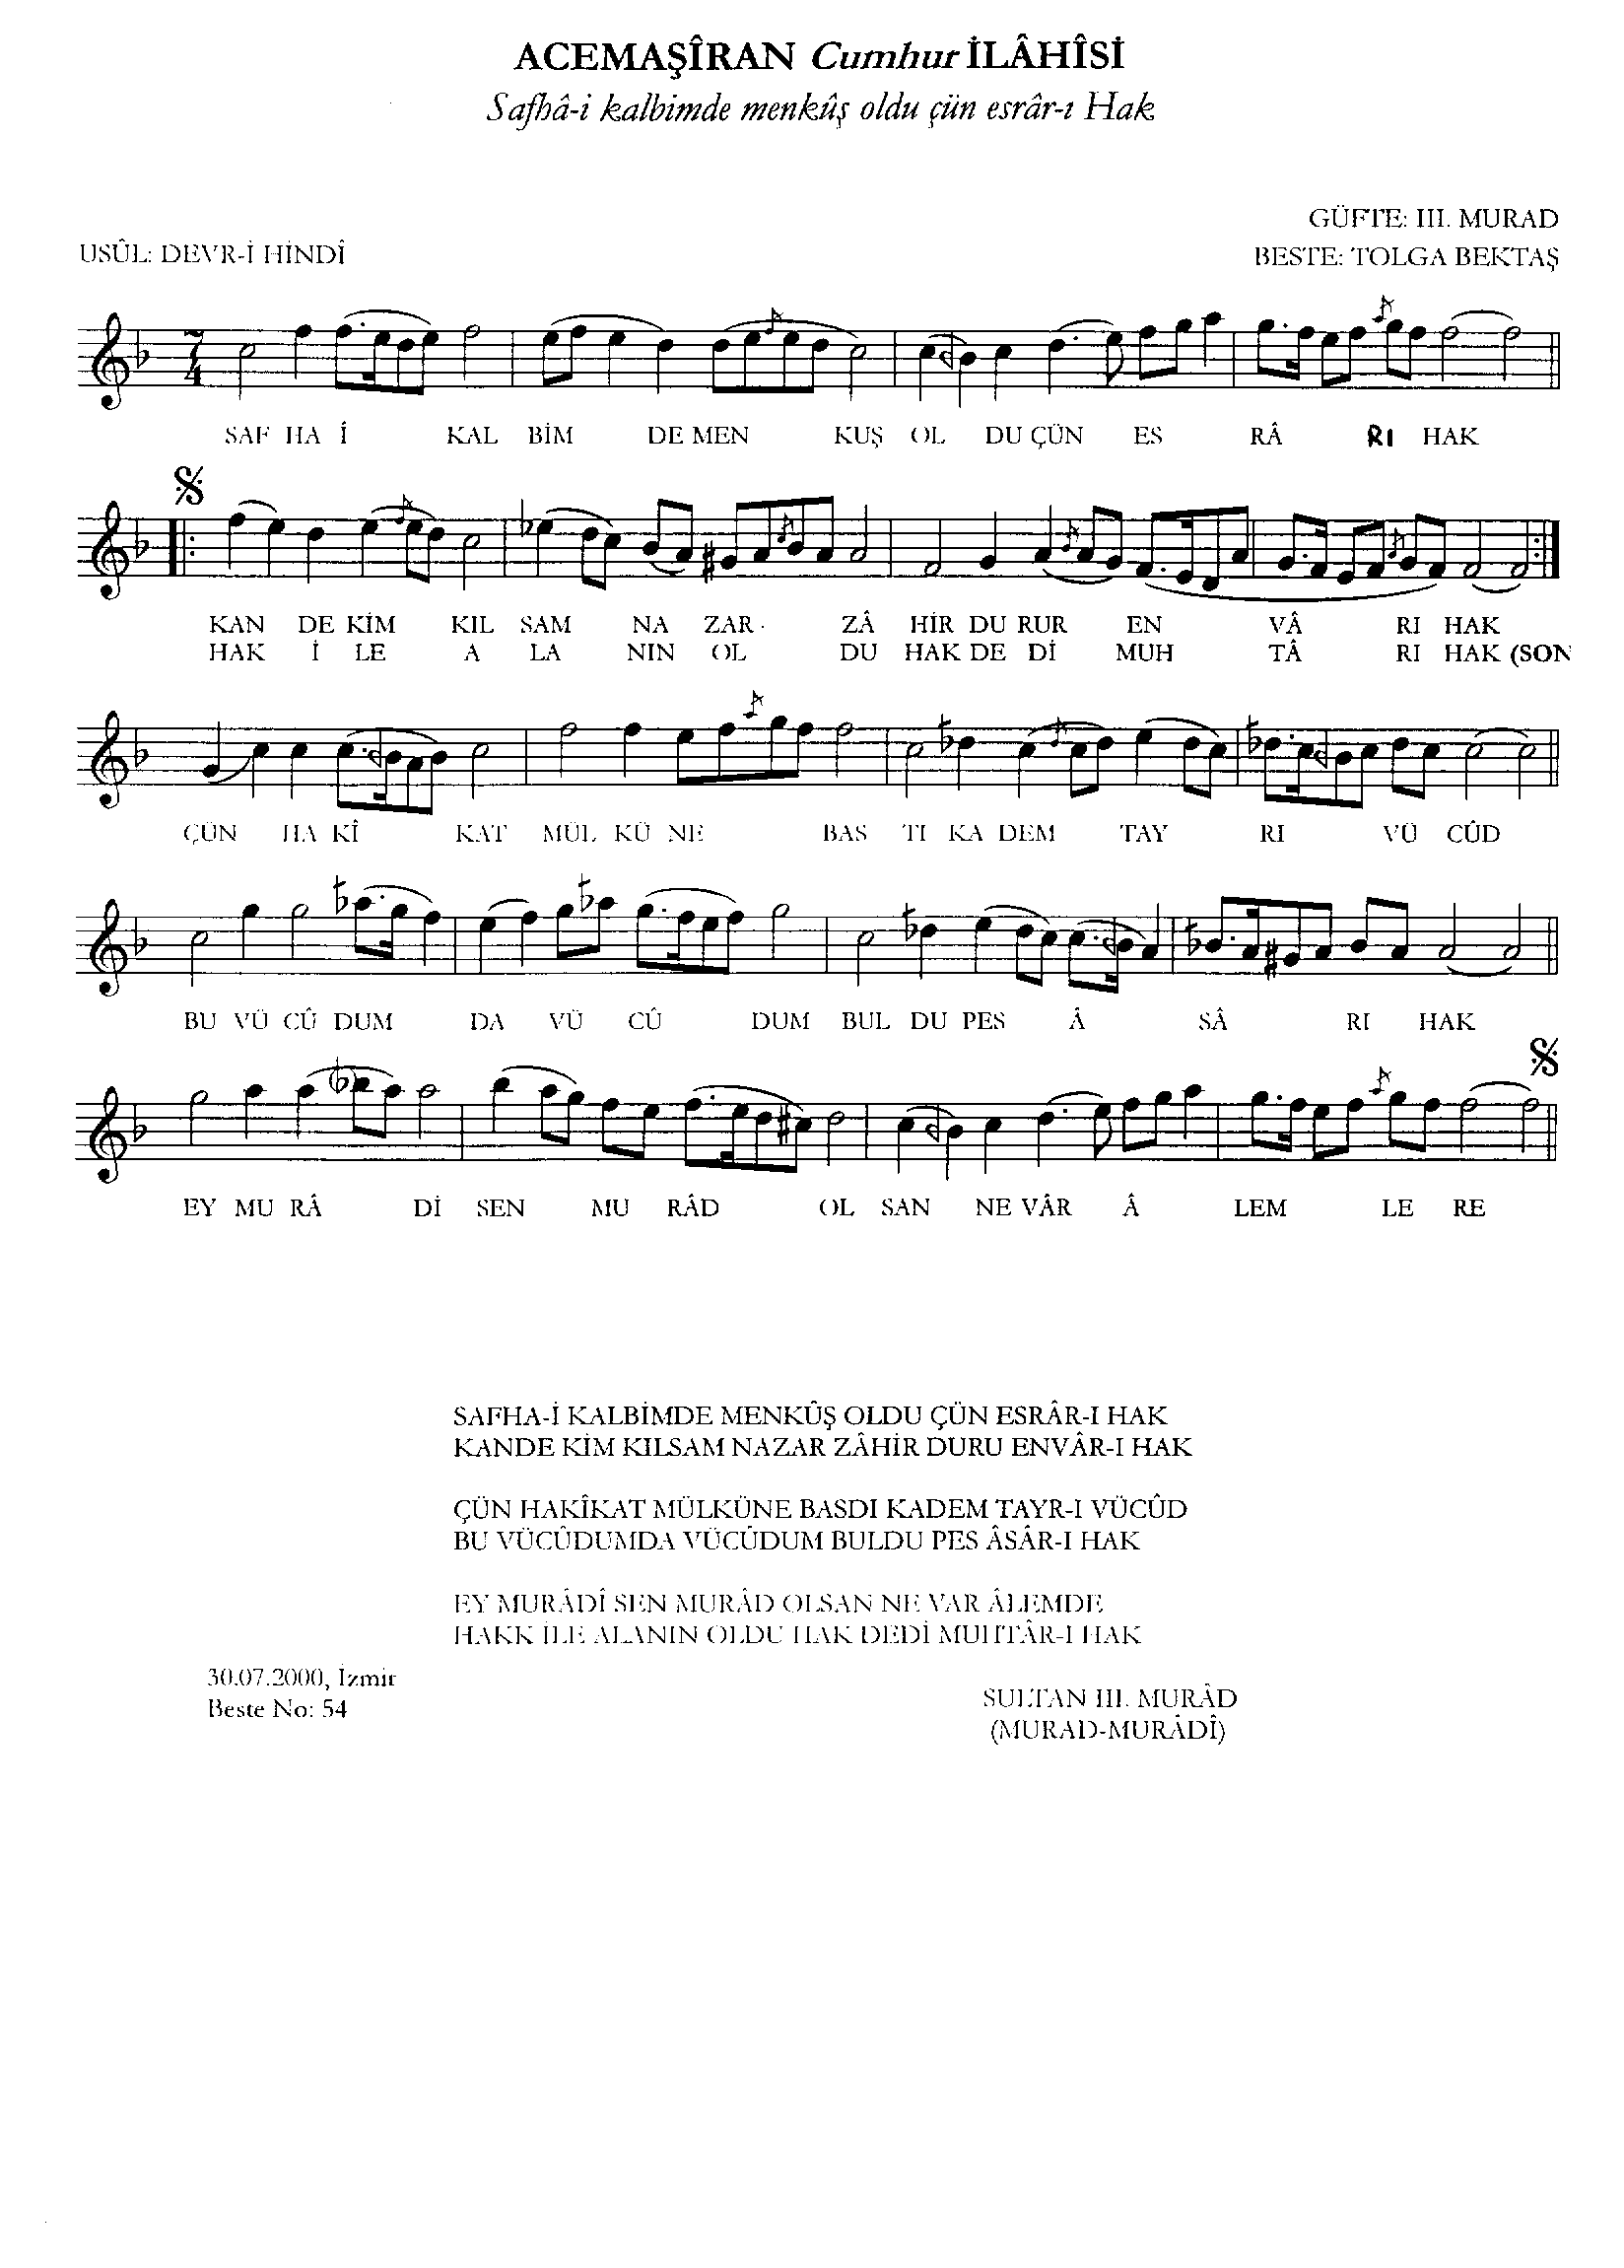 ACEMAŞÎRAN Cumhur İLÂHÎSİ
Safhâ-i kalbimde menkûş oldu çün esrâr-ı Hak
GÜFTE: III. MURAD
USÛL: DEVR-İ HİNDÎ
BESTE: TOLGA BEKTAŞ
7
4
SAF HA Î KAL BİM DE MEN KUŞ OL DU ÇÜN ES RÂ RI HAK
KAN DE KİM KIL SAM NA ZAR ZÂ HİR DU RUR EN VÂ RI HAK
HAK İ LE A LA NIN OL DU HAK DE Dİ MUH TÂ RI HAK (SON
ÇÜN HA KÎ KAT MÜL KÜ NE BAS TI KA DEM TAY RI VÜ CÛD
BU VÜ CÛ DUM DA VÜ CÛ DUM BUL DU PES Â SÂ RI HAK
EY MU RÂ Dİ SEN MU RÂD OL SAN NE VÂR Â LEM LE RE
SAFHA-İ KALBİMDE MENKÛŞ OLDU ÇÜN ESRÂR-I HAK
KANDE KİM KILSAM NAZAR ZÂHİR DURU ENVÂR-I HAK
ÇÜN HAKÎKAT MÜLKÜNE BASDI KADEM TAYR-I VÜCÛD
BU VÜCÛDUMDA VÜCÛDUM BULDU PES ÂSÂR-I HAK
EY MURÂDÎ SEN MURÂD OLSAN NE VAR ÂLEMDE
HAKK İLE ALANIN OLDU HAK DEDİ MUHTÂR-I HAK
30.07.2000, İzmir
Beste No: 54
SULTAN III. MURÂD
(MURAD-MURÂDÎ)